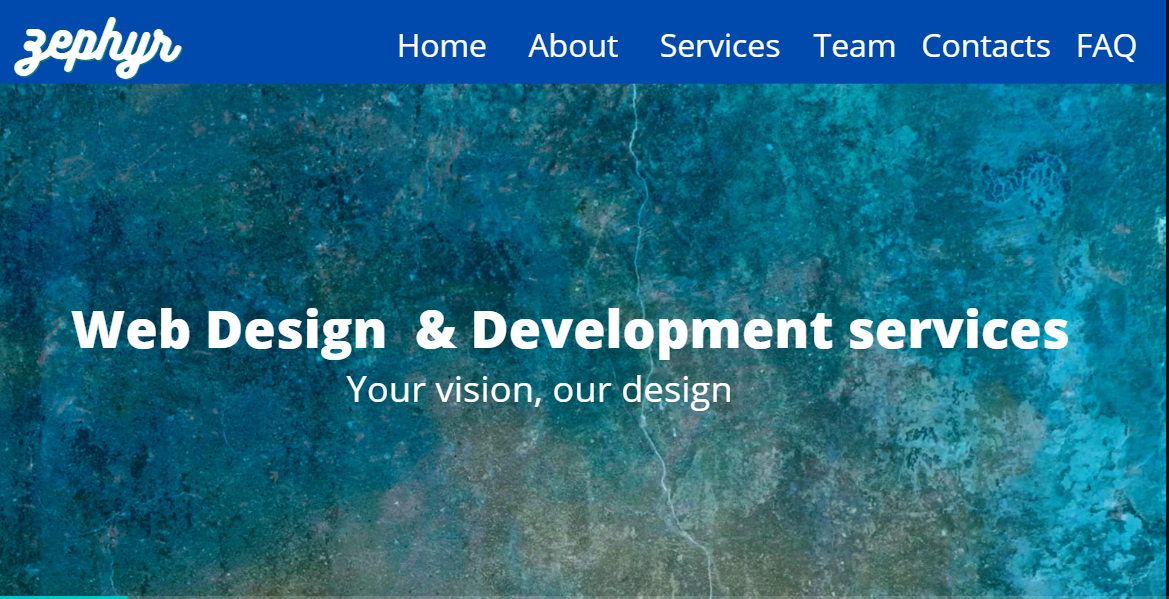 zephyr
Home About Services Team Contacts FAQ
Web Design & Development services
Your vision, our design